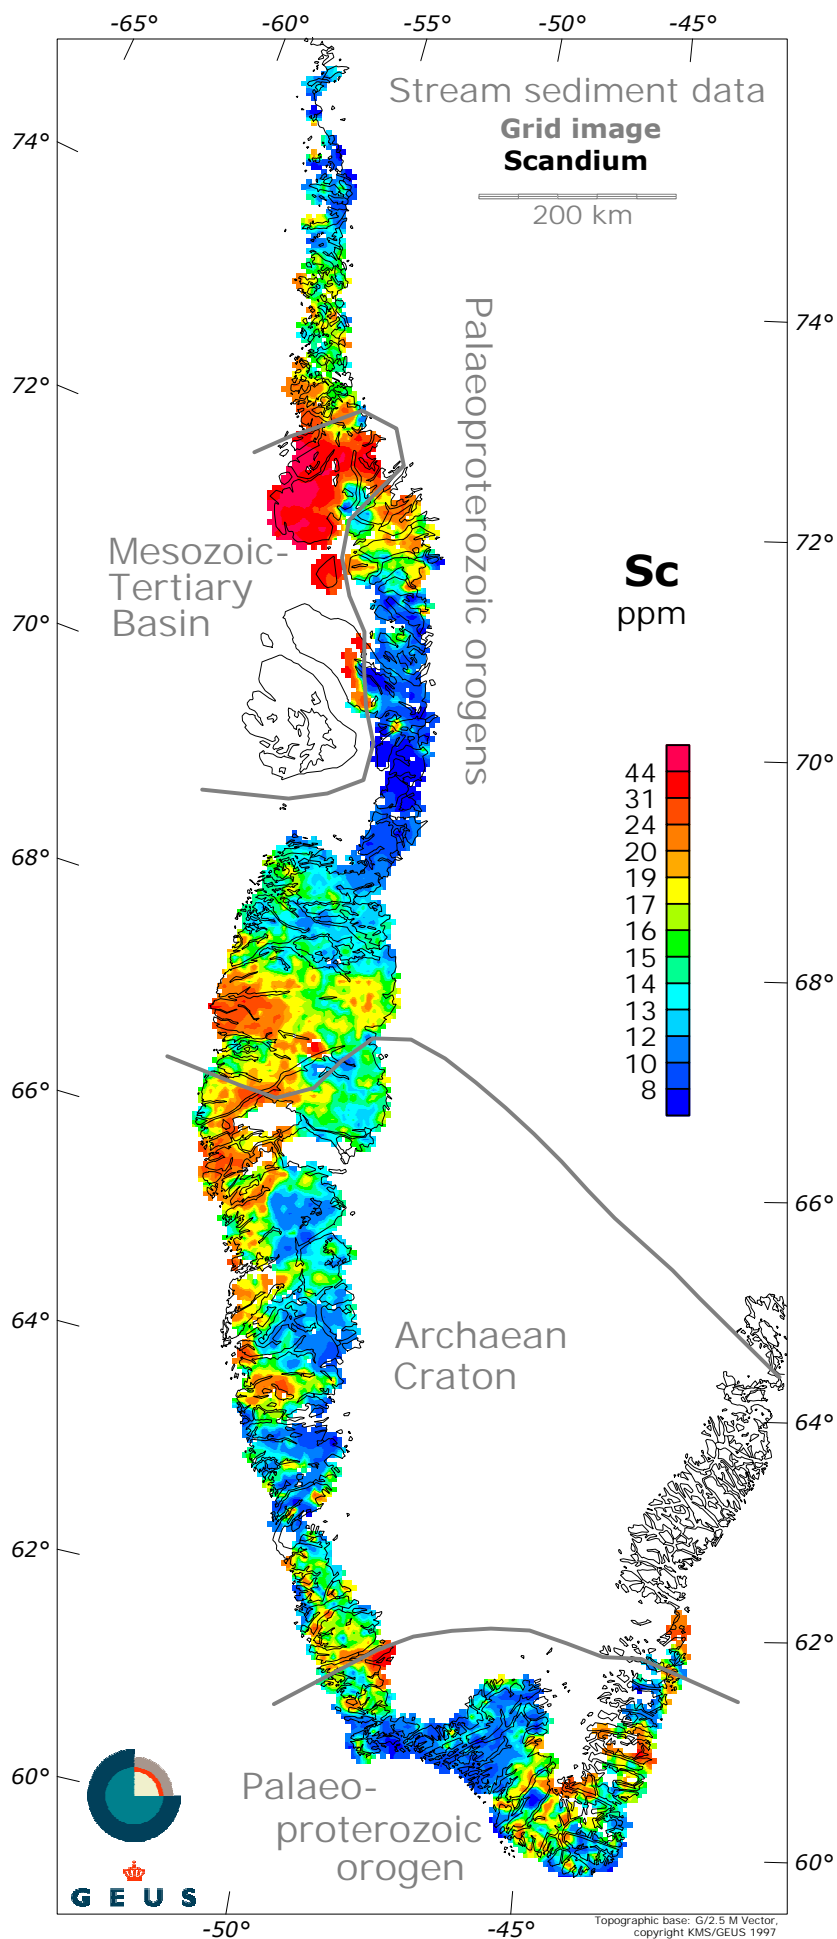 -65° -60° -55° -50° -45°
Stream sediment data
74°
Grid image
Scandium
200 km
74°
72°
Palaeoproterozoic orogens
Mesozoic-
Tertiary
Basin
72°
Sc
ppm
70°
70°
44
31
24
20
19
17
16
15
14
13
12
10
8
68°
68°
66°
66°
64°
Archaean
Craton
64°
62°
62°
60°
Palaeo-
proterozoic
orogen
60°
GEUS
-50° -45°
Topographic base: G/2.5 M Vector,
copyright KMS/GEUS 1997